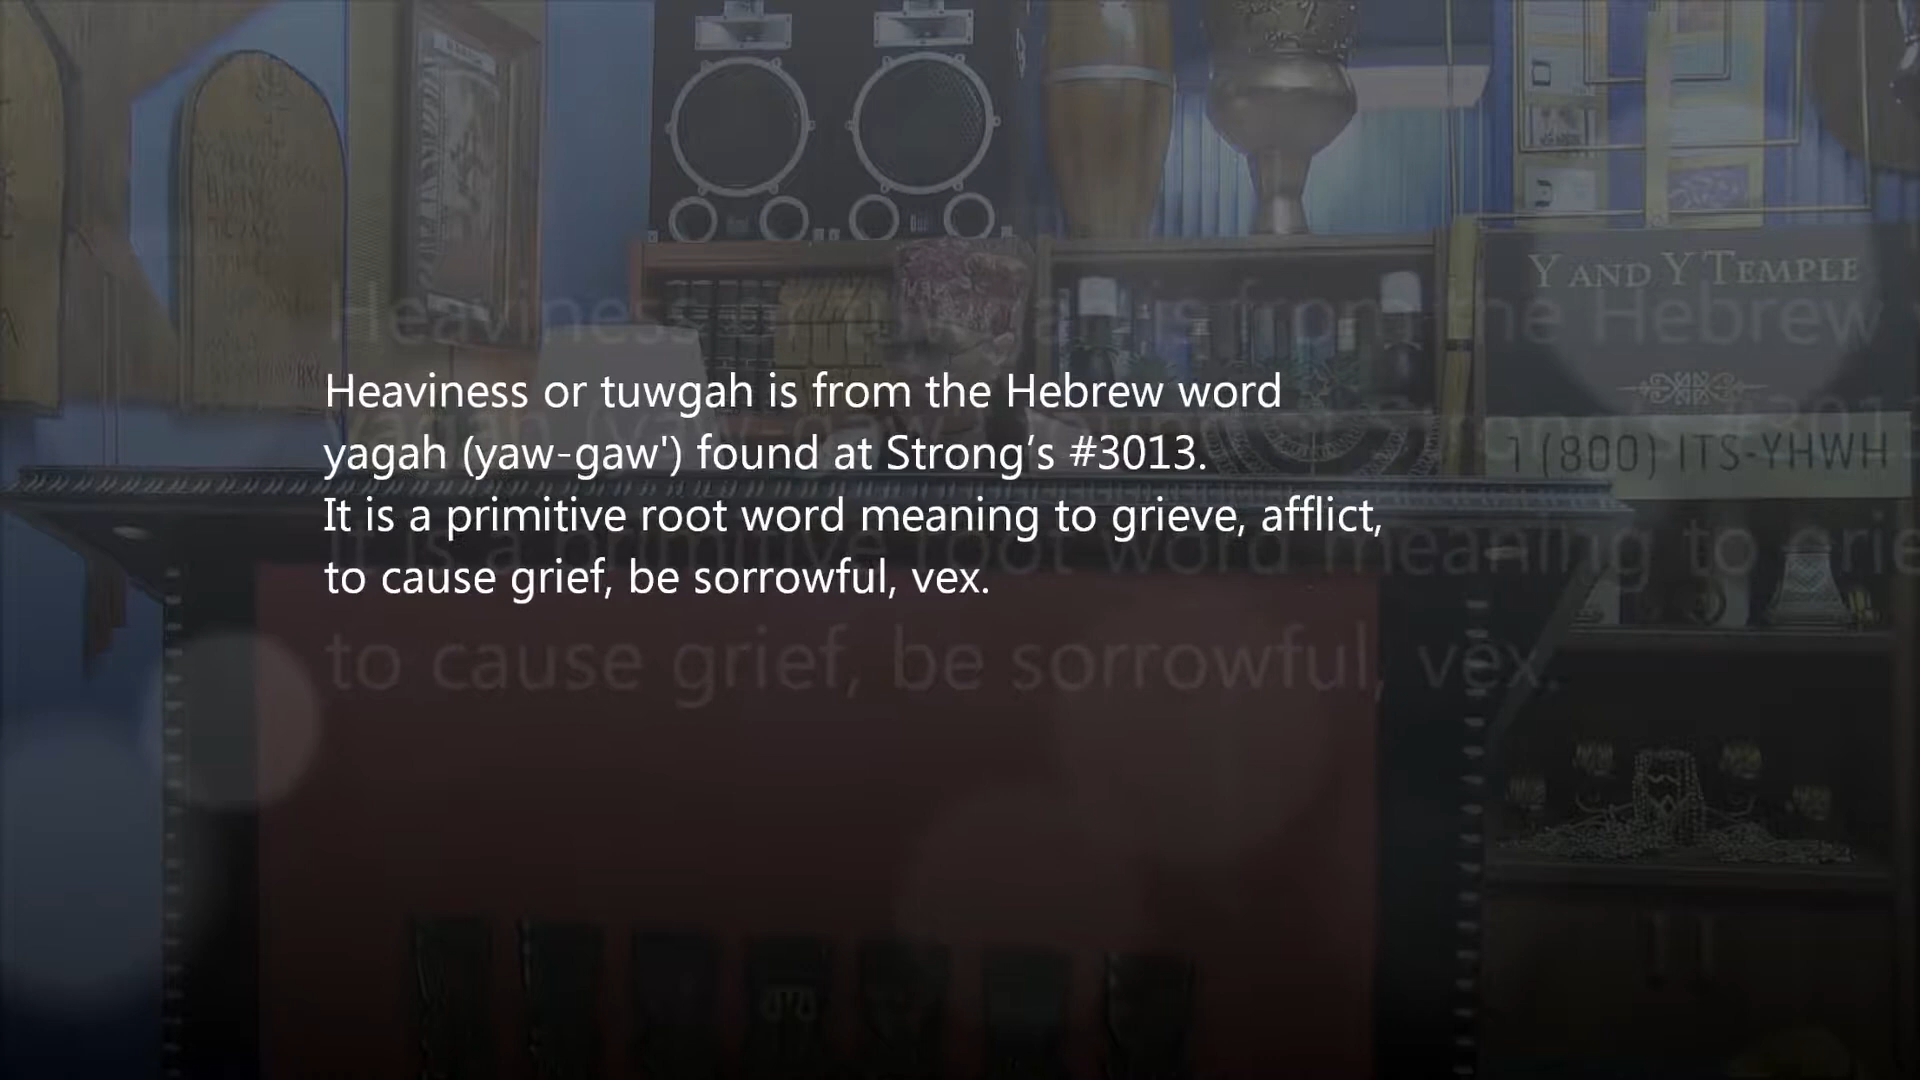 Y AND Y TEMPLE
1 (800) ITS-YHWH
Heaviness or tuwgah is from the Hebrew word
yagah (yaw-gaw') found at Strong’s #3013.
It is a primitive root word meaning to grieve, afflict,
to cause grief, be sorrowful, vex.